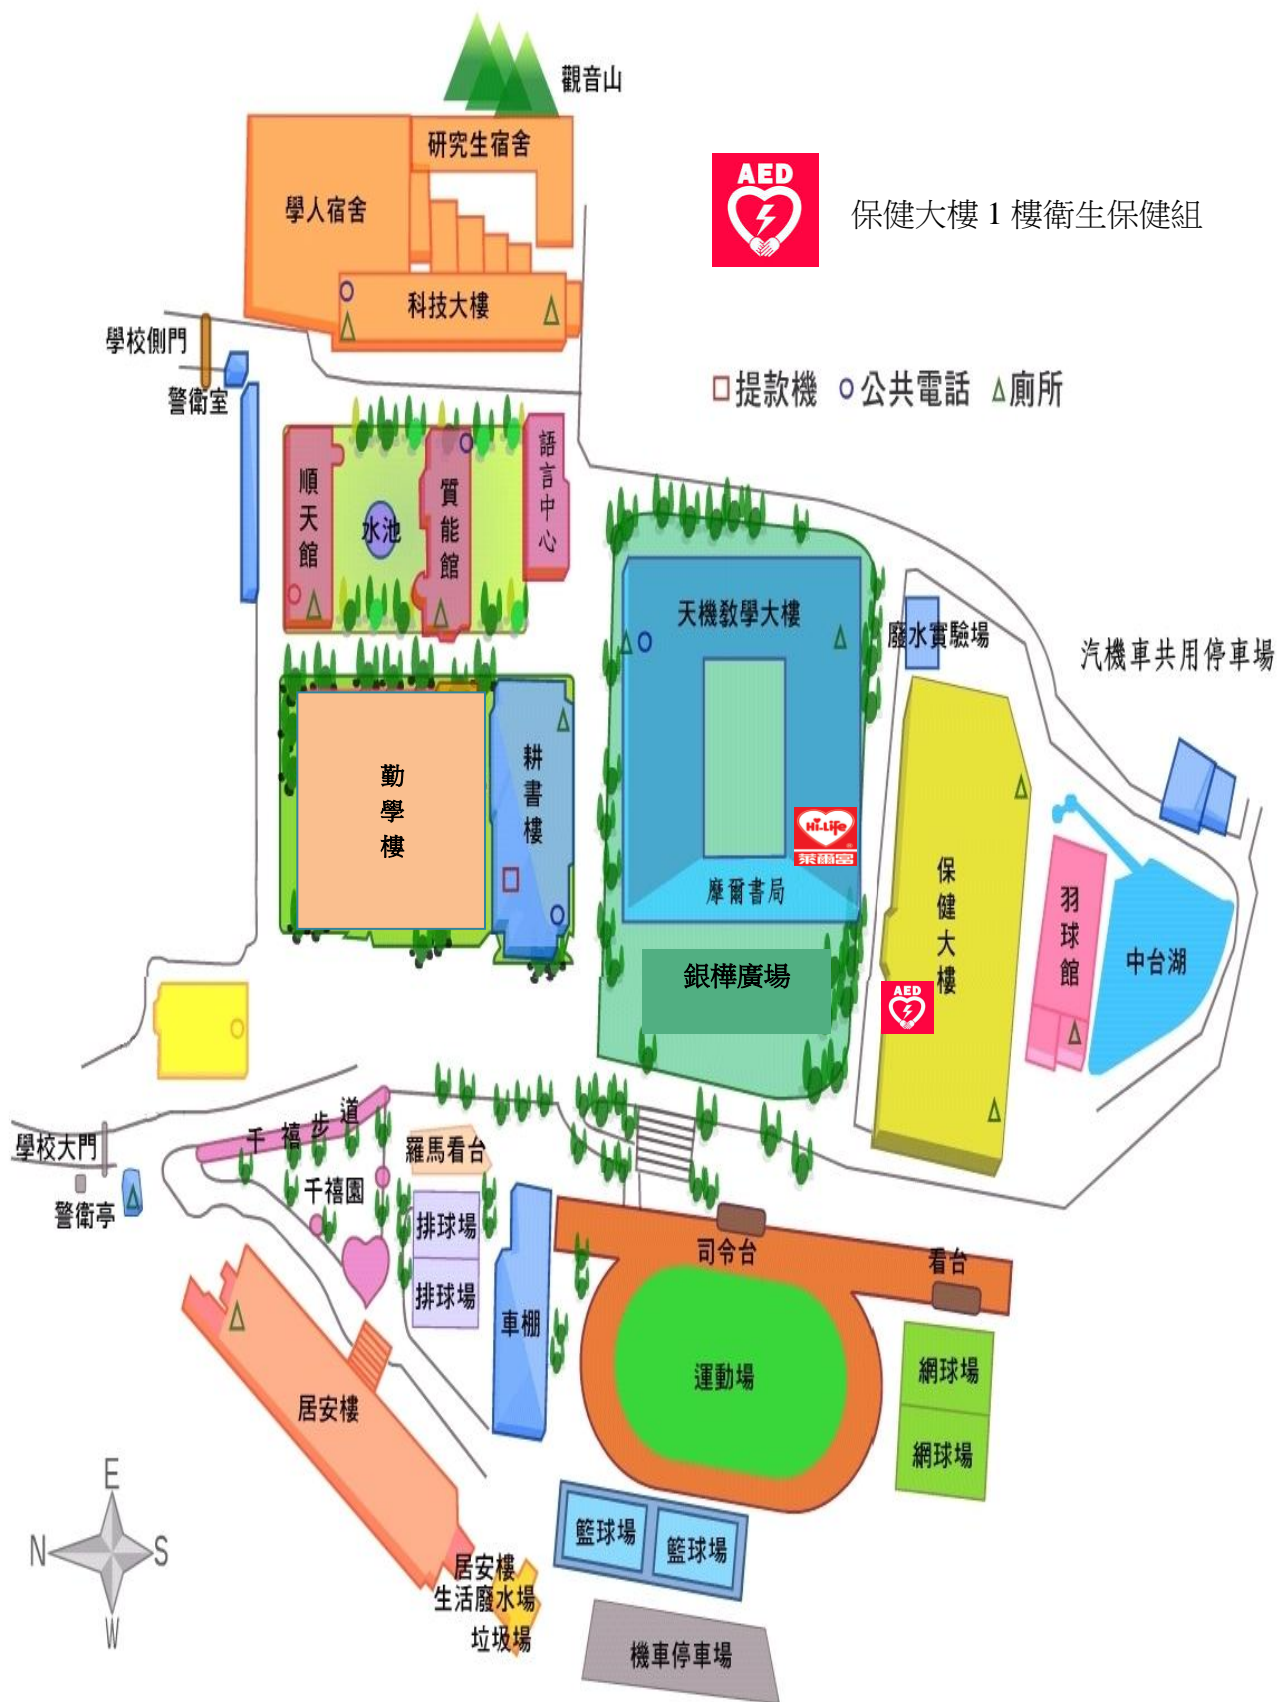 觀音山
研究生宿舍
學人宿舍
AED
保健大樓 1 樓衛生保健組
科技大樓
學校側門
警衛室
提款機 公共電話 廁所
順天館
水池
質能館
語言中心
天機教學大樓
廢水實驗場
汽機車共用停車場
勤學樓
耕書樓
Hi-Life
萊爾富
摩爾書局
保健大樓
羽球館
中台湖
銀樺廣場
AED
千禧步道
學校大門
警衛亭
千禧園
羅馬看台
排球場
排球場
車棚
司令台
看台
運動場
網球場
網球場
居安樓
E
N S
W
籃球場
籃球場
居安樓
生活廢水場
垃圾場
機車停車場